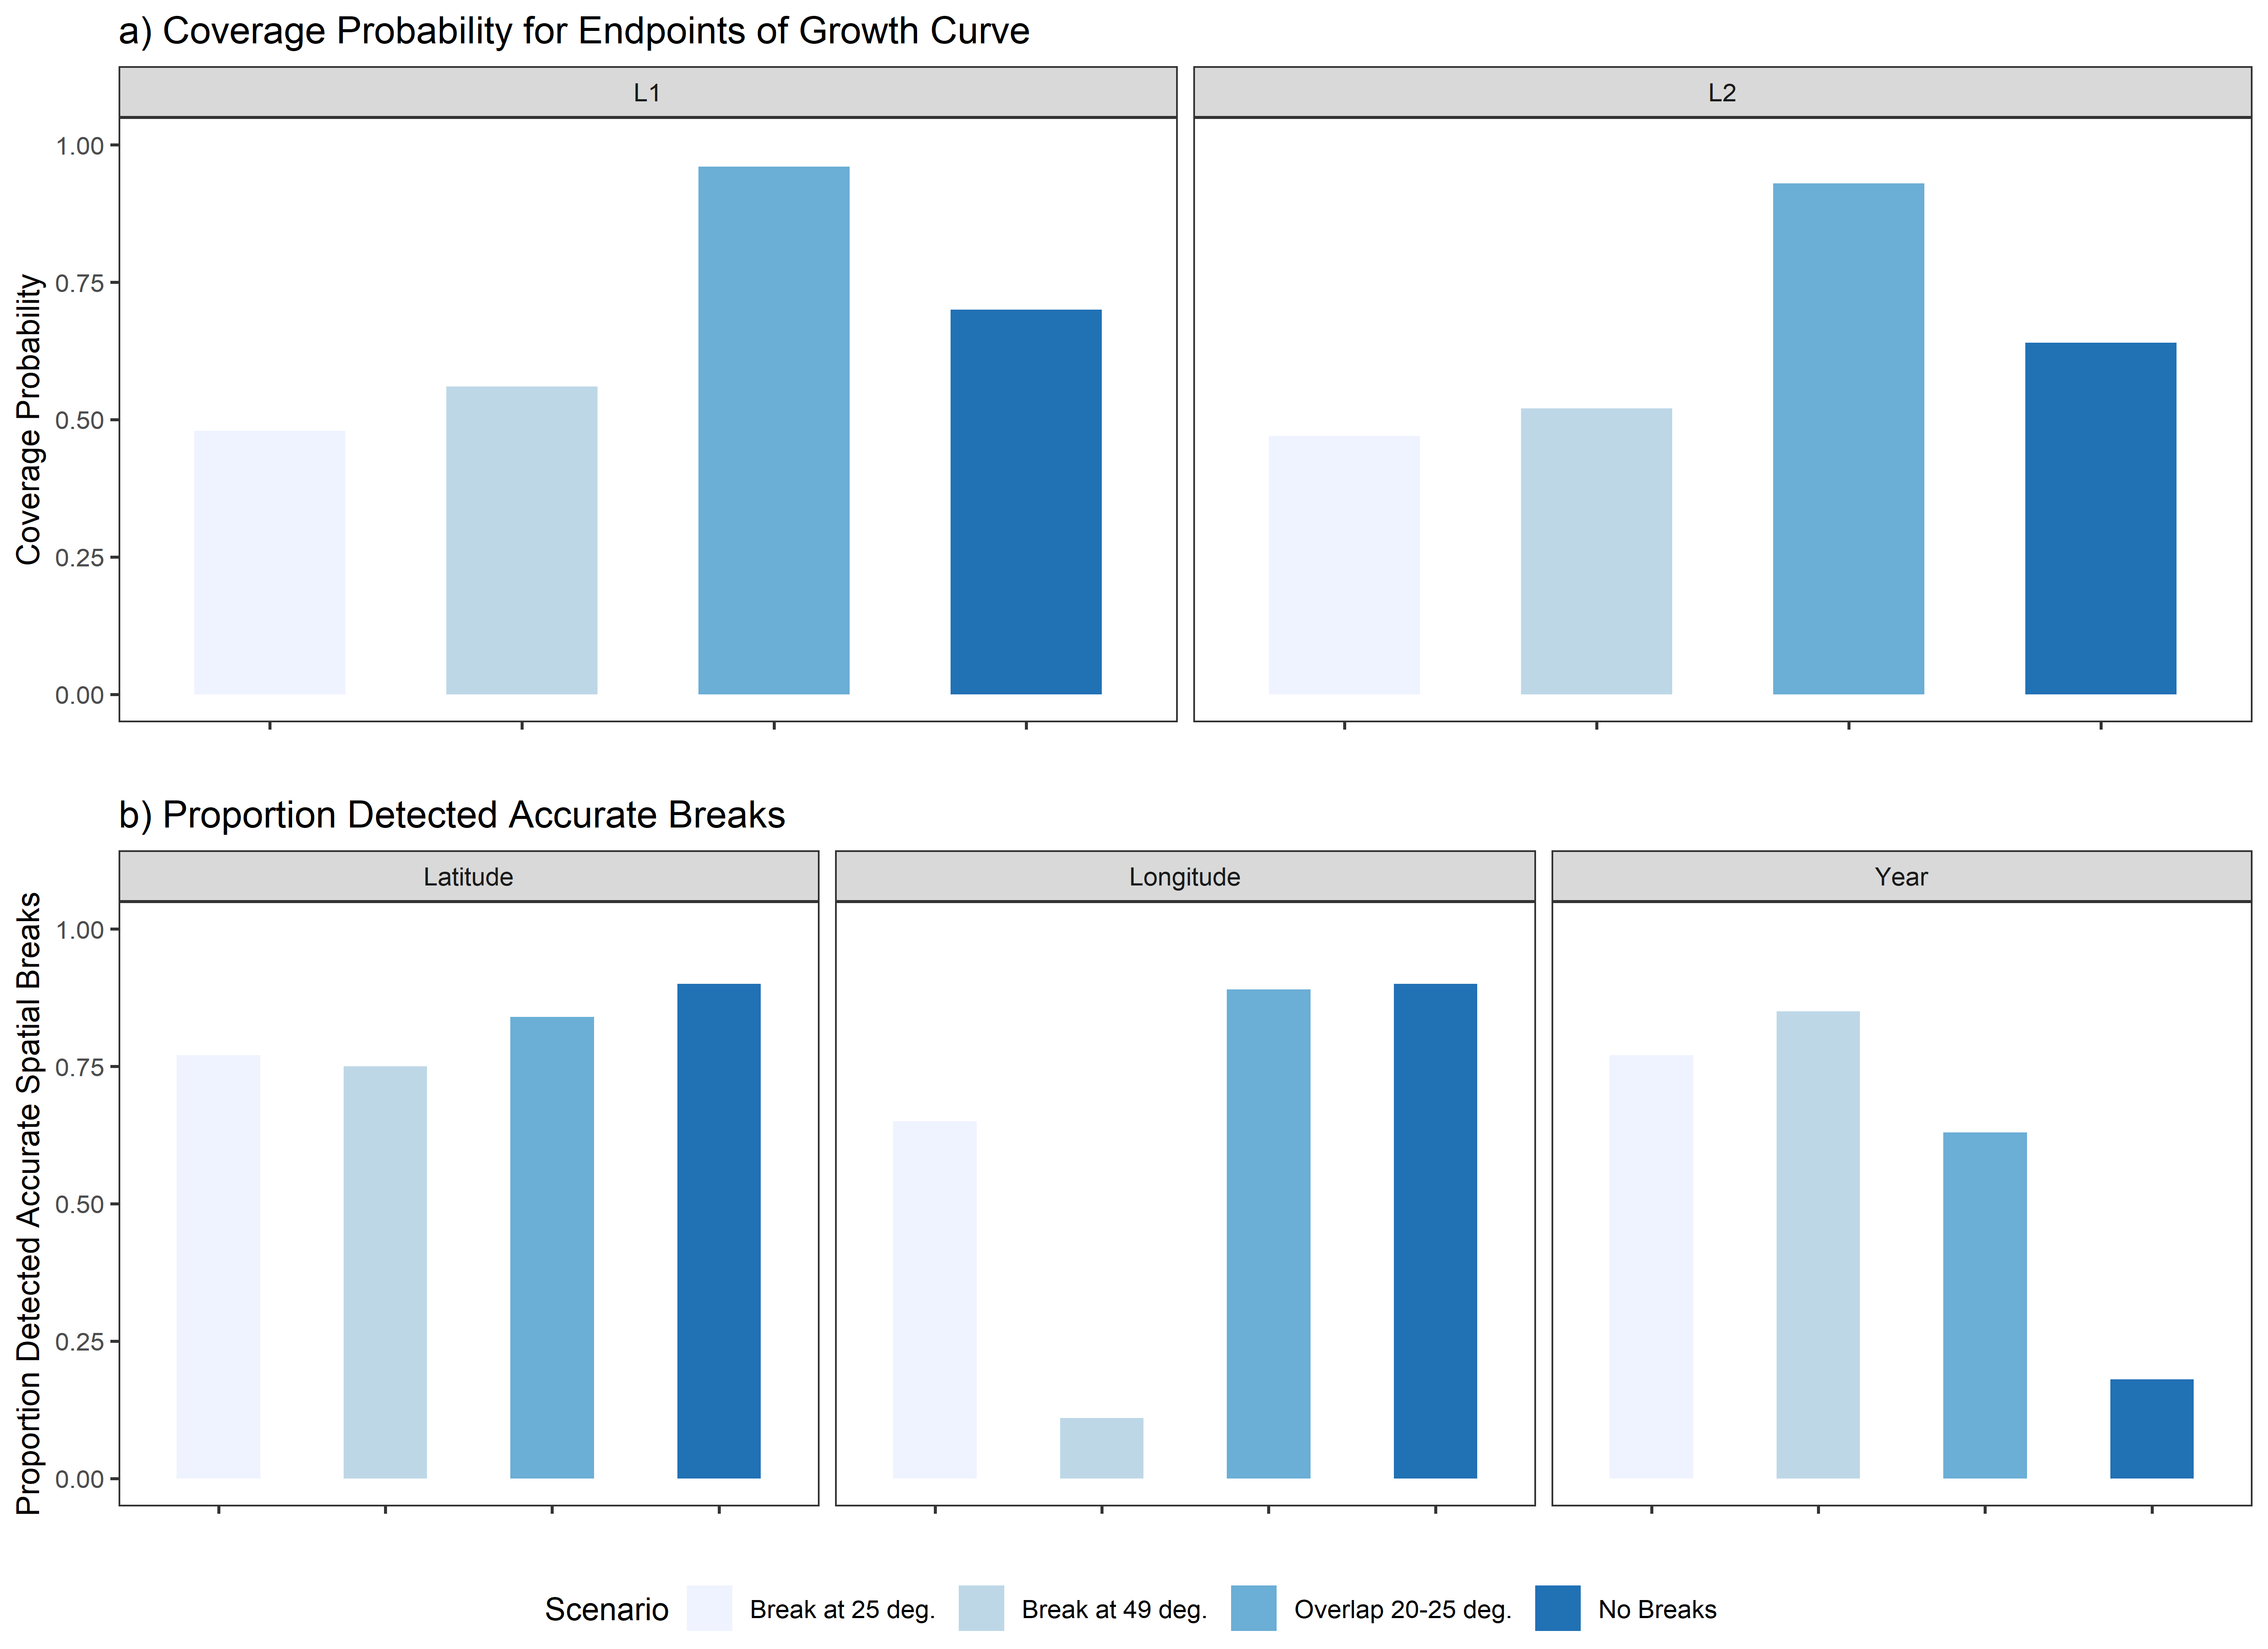 a) Coverage Probability for Endpoints of Growth Curve
L1
L2
Coverage Probability
1.00
0.75
0.50
0.25
0.00
b) Proportion Detected Accurate Breaks
Latitude
Longitude
Year
Proportion Detected Accurate Spatial Breaks
1.00
0.75
0.50
0.25
0.00
Scenario Break at 25 deg. Break at 49 deg. Overlap 20-25 deg. No Breaks